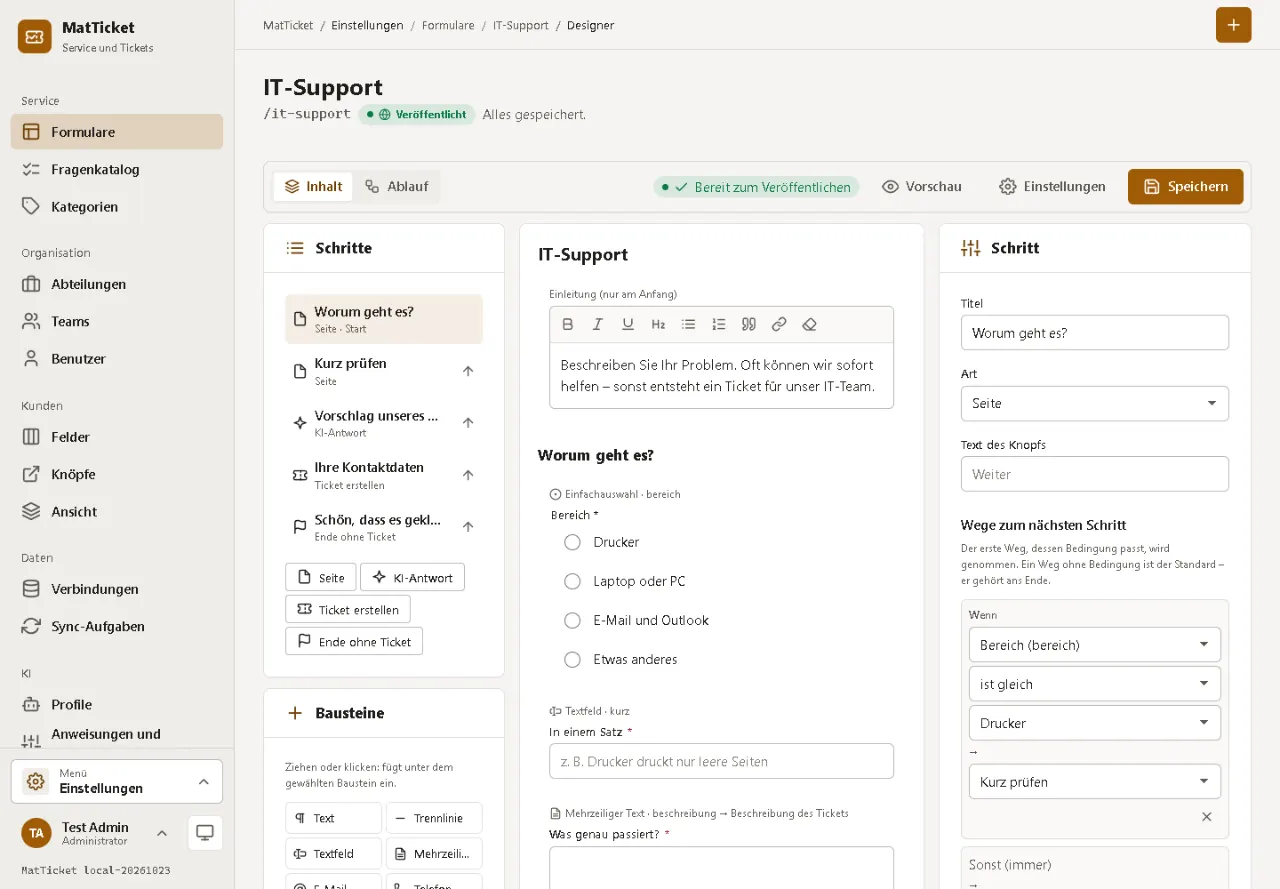 MatTicket
Service und Tickets
Service
Formulare
Fragenkatalog
Kategorien
Organisation
Abteilungen
Teams
Benutzer
Kunden
Felder
Knöpfe
Ansicht
Daten
Verbindungen
Sync-Aufgaben
KI
Profile
Anweisungen und
Menü
Einstellungen
TA
Test Admin
Administrator
MatTicket local-20261023
MatTicket / Einstellungen / Formulare / IT-Support / Designer
IT-Support
/it-support Veröffentlicht Alles gespeichert.
Inhalt Ablauf Bereit zum Veröffentlichen Vorschau Einstellungen Speichern
Schritte
Worum geht es?
Seite · Start
Kurz prüfen
Seite
Vorschlag unseres ...
KI-Antwort
Ihre Kontaktdaten
Ticket erstellen
Schön, dass es gekl...
Ende ohne Ticket
Seite KI-Antwort
Ticket erstellen
Ende ohne Ticket
Bausteine
Ziehen oder klicken: fügt unter dem
gewählten Baustein ein.
Text Trennlinie
Textfeld Mehrzeili...
E-Mail Telefon
IT-Support
Einleitung (nur am Anfang)
B I U H2
Beschreiben Sie Ihr Problem. Oft können wir sofort
helfen – sonst entsteht ein Ticket für unser IT-Team.
Worum geht es?
Einfachauswahl · bereich
Bereich *
Drucker
Laptop oder PC
E-Mail und Outlook
Etwas anderes
Textfeld · kurz
In einem Satz *
z. B. Drucker druckt nur leere Seiten
Mehrzeiliger Text · beschreibung → Beschreibung des Tickets
Was genau passiert? *
Schritt
Titel
Worum geht es?
Art
Seite
Text des Knopfs
Weiter
Wege zum nächsten Schritt
Der erste Weg, dessen Bedingung passt, wird
genommen. Ein Weg ohne Bedingung ist der Standard –
er gehört ans Ende.
Wenn
Bereich (bereich)
ist gleich
Drucker
→
Kurz prüfen
Sonst (immer)
→